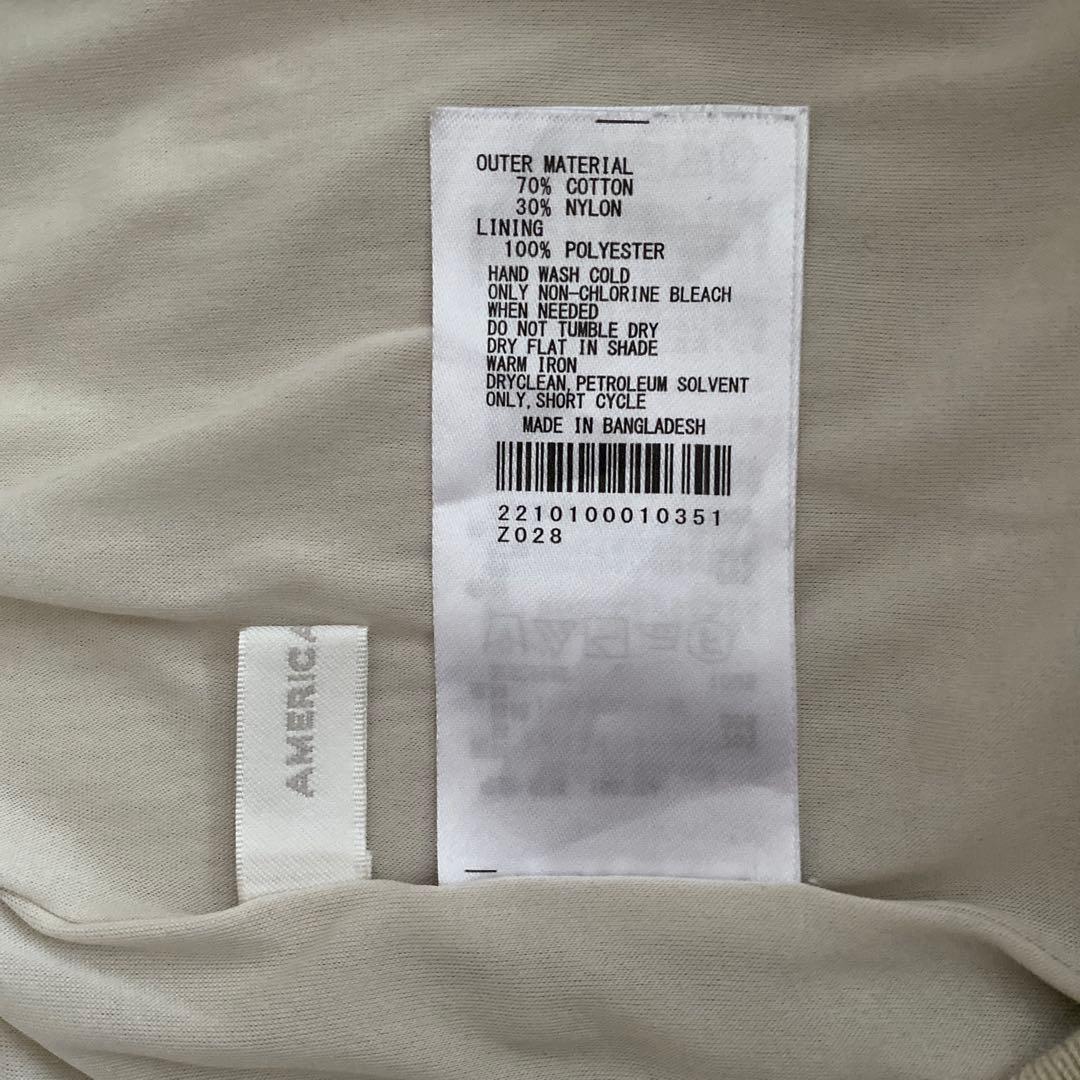 OUTER MATERIAL
70% COTTON
30% NYLON
LINING
100% POLYESTER
HAND WASH COLD
ONLY NON-CHLORINE BLEACH
WHEN NEEDED
DO NOT TUMBLE DRY
DRY FLAT IN SHADE
WARM IRON
DRYCLEAN,PETROLEUM SOLVENT
ONLY,SHORT CYCLE
MADE IN BANGLADESH
2210100010351
Z028
AMERICA